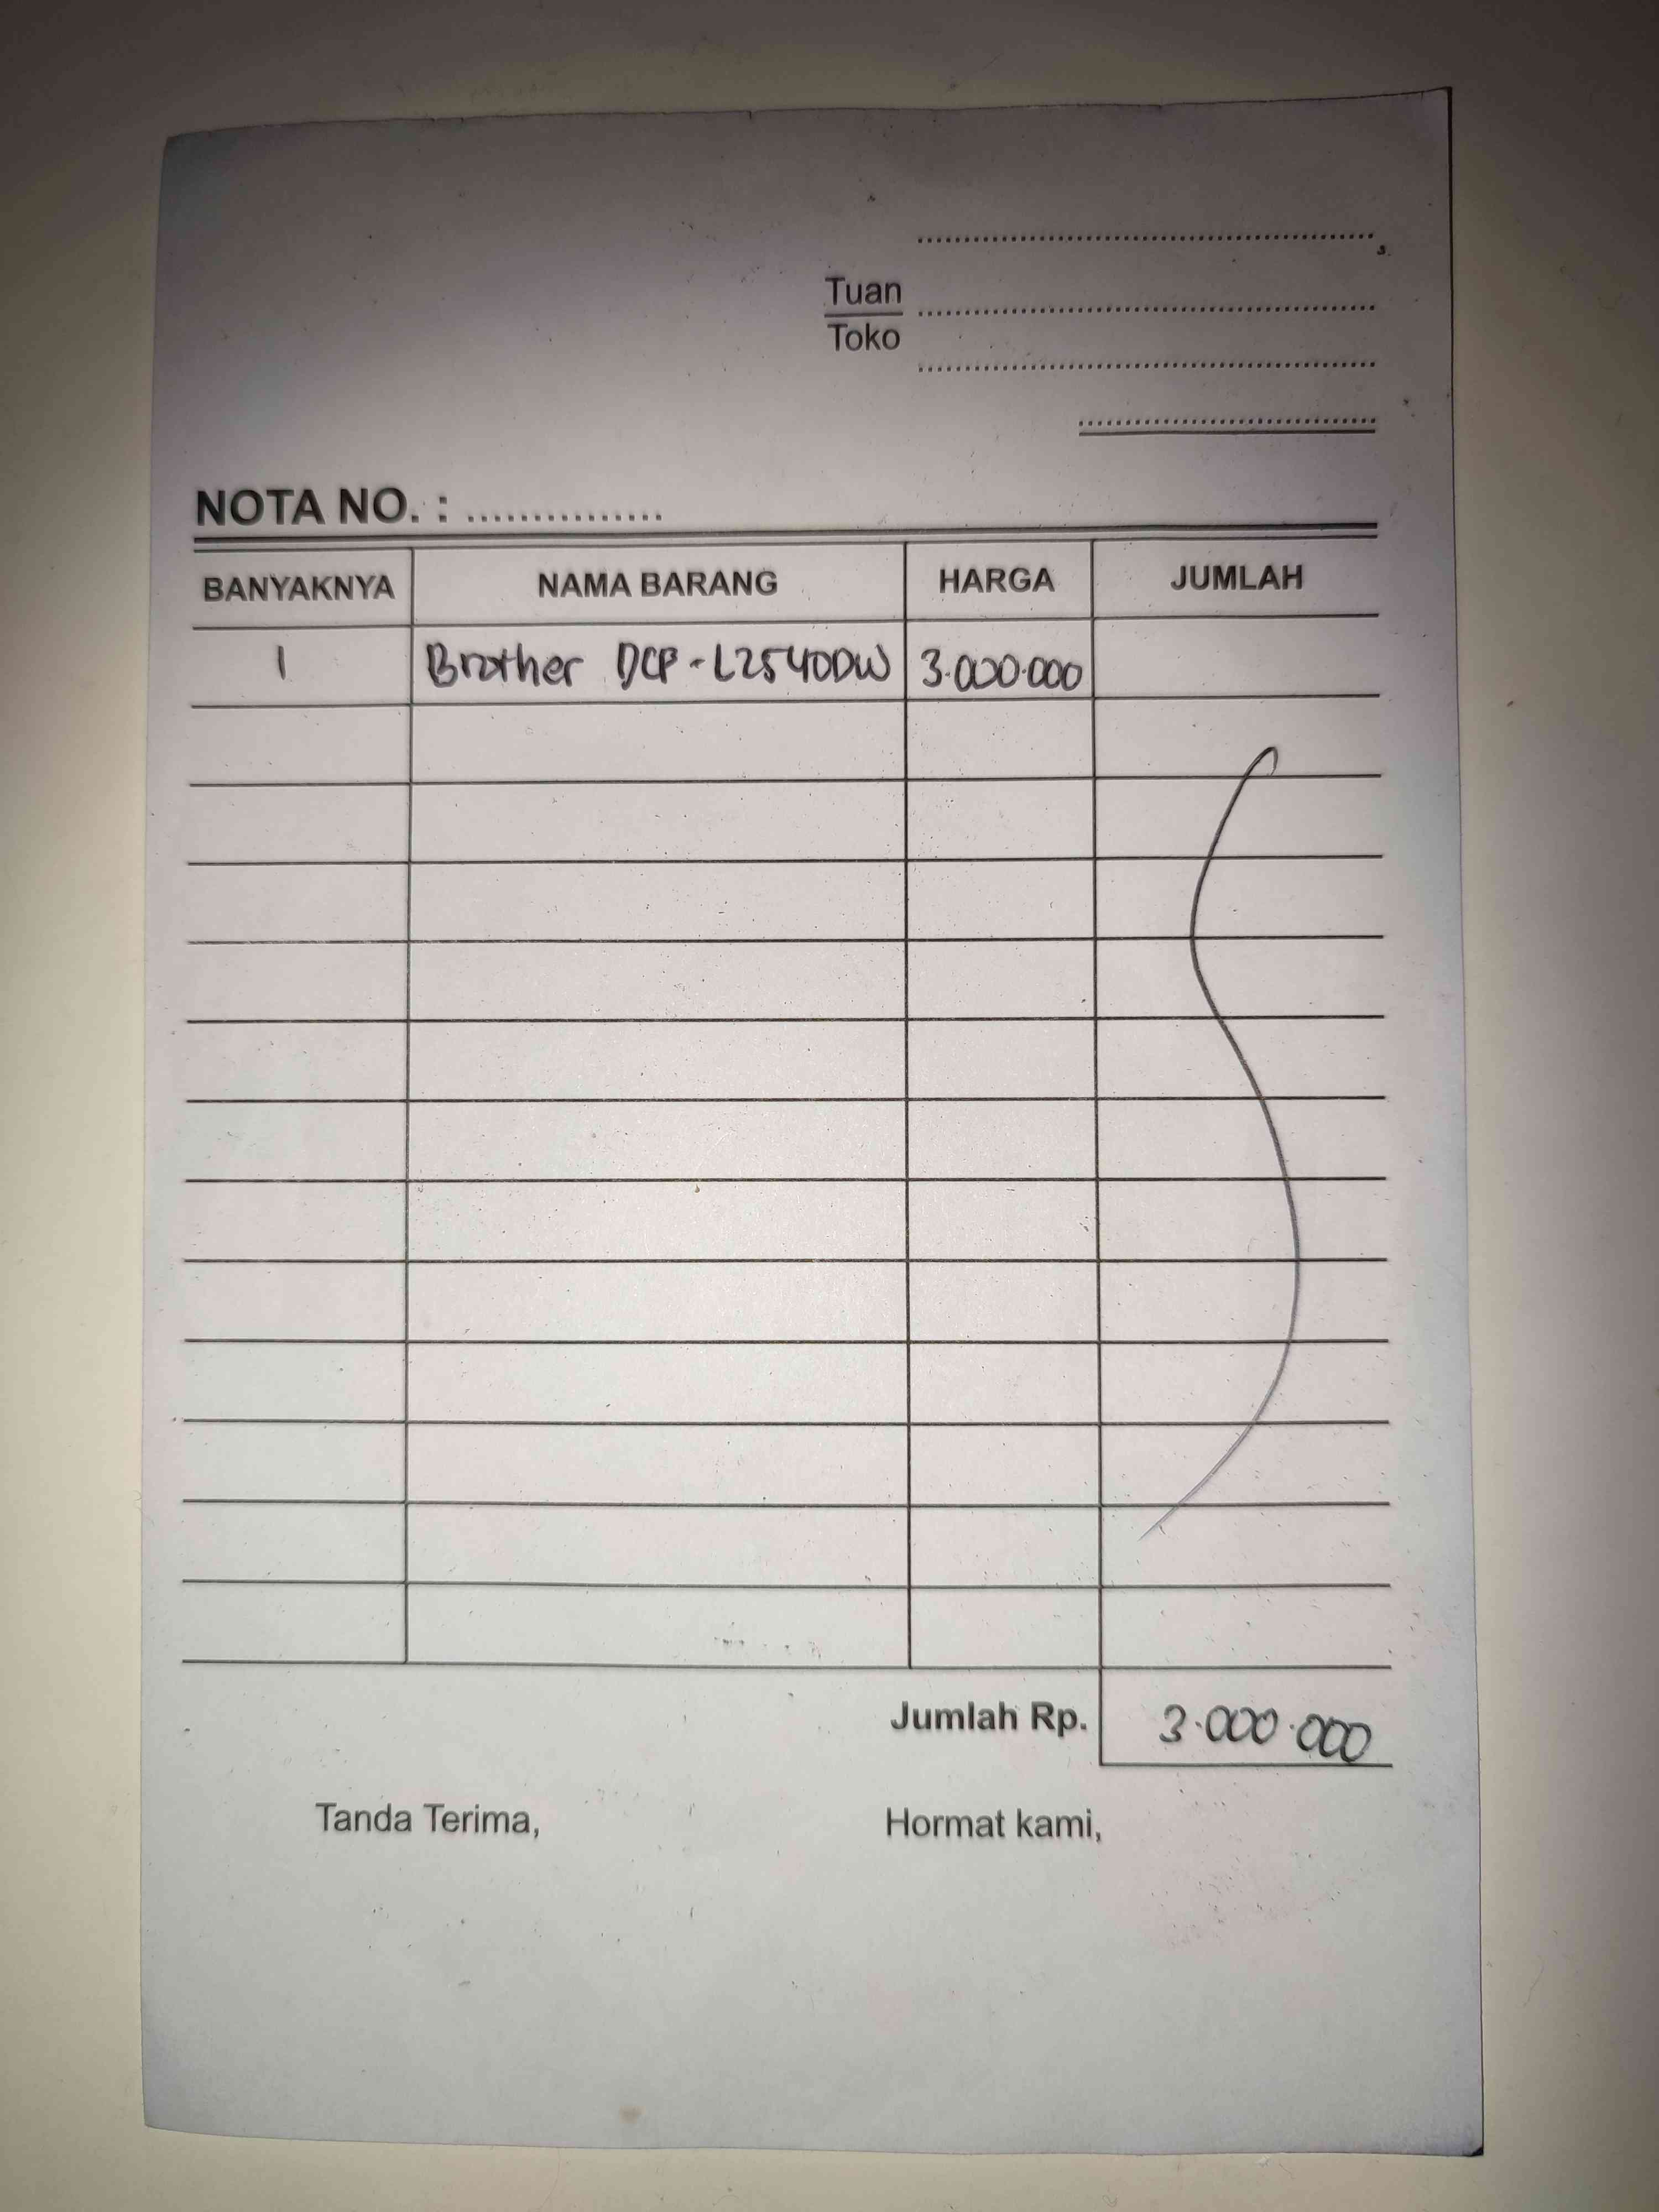 Tuan
Toko
NOTA NO. : ...............
BANYAKNYA NAMA BARANG HARGA JUMLAH
1 Brother DCP-L2540DW 3.000.000
Jumlah Rp. 3.000.000
Tanda Terima, Hormat kami,